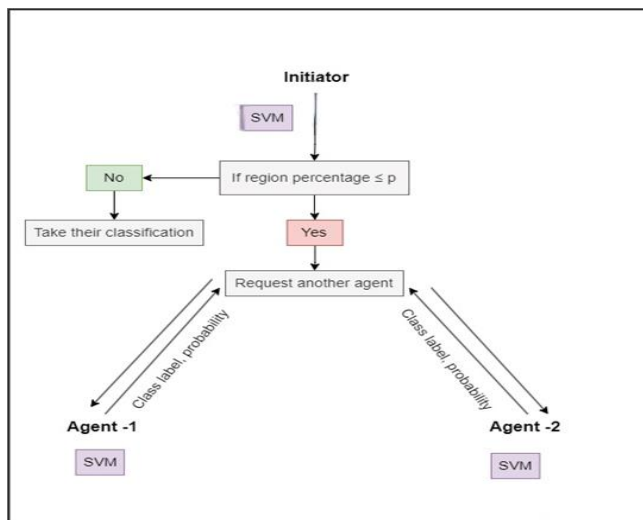 Initiator
SVM
If region percentage ≤ p
No
Take their classification
Yes
Request another agent
Class label, probability
Class label, probability
Agent -1
Agent -2
SVM
SVM